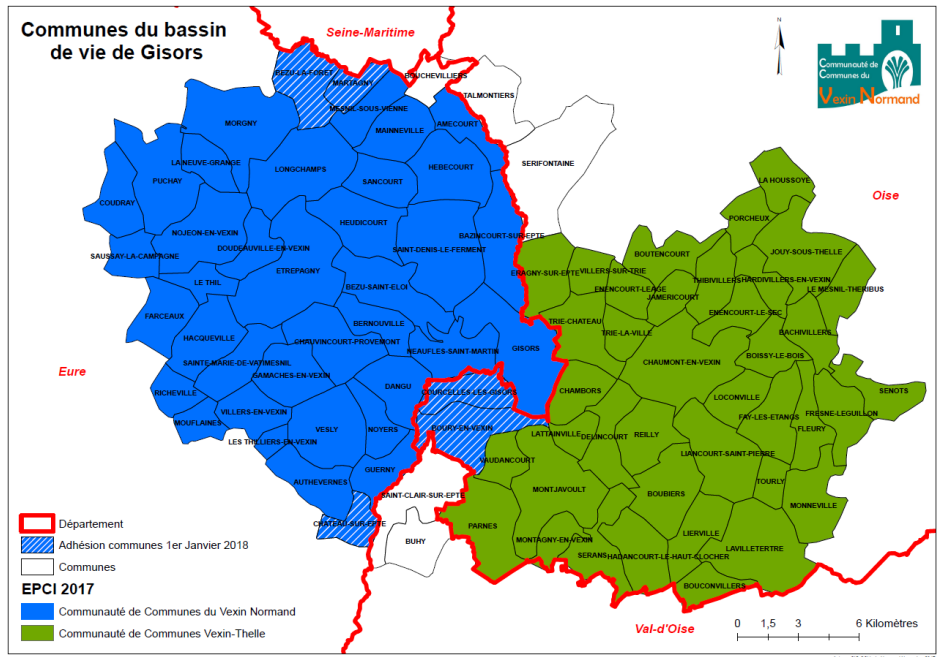 Communes du bassin
de vie de Gisors
Seine-Maritime
N
Communauté de
Communes du
Vexin Normand
BEZU-LA-FORET
MARTAGNY
BOUCHEVILLIERS
TALMONTIERS
MESNIL-SOUS-VIENNE
MORGNY
MAINNEVILLE
AMECOURT
SERIFONTAINE
LA NEUVE-GRANGE
LONGCHAMPS
HEBECOURT
PUCHAY
SANCOURT
LA HOUSSOYE
Oise
COUDRAY
HEUDICOURT
PORCHEUX
NOJEON-EN-VEXIN
BAZINCOURT-SUR-EPTE
DOUDEAUVILLE-EN-VEXIN
SAINT-DENIS-LE-FERMENT
BOUTENCOURT
JOUY-SOUS-THELLE
SAUSSAY-LA-CAMPAGNE
ETREPAGNY
ERAGNY-SUR-EPTE
VILLERS-SUR-TRIE
THIBIVILLERS
HARDIVILLERS-EN-VEXIN
LE THIL
BEZU-SAINT-ELOI
ENENCOURT-LEAGE
JAMERICOURT
LE MESNIL-THERIBUS
FARCEAUX
BERNOUVILLE
TRIE-CHATEAU
ENENCOURT-LE-SEC
HACQUEVILLE
CHAUVINCOURT-PROVEMONT
NEAUFLES-SAINT-MARTIN
GISORS
TRIE-LA-VILLE
BACHIVILLERS
SAINTE-MARIE-DE-VATIMESNIL
CHAUMONT-EN-VEXIN
BOISSY-LE-BOIS
Eure
GAMACHES-EN-VEXIN
DANGU
COURCELLES-LES-GISORS
CHAMBORS
SENOTS
RICHEVILLE
LOCONVILLE
VILLERS-EN-VEXIN
FAY-LES-ETANGS
FRESNE-LEGUILLON
MOUFLAINES
VESLY
NOYERS
BOURY-EN-VEXIN
LATTAINVILLE
DELINCOURT
REILLY
FLEURY
LES THILLIERS-EN-VEXIN
VAUDANCOURT
LIANCOURT-SAINT-PIERRE
GUERNY
AUTHEVERNES
MONTJAVOULT
TOURLY
SAINT-CLAIR-SUR-EPTE
BOUBIERS
MONNEVILLE
CHATEAU-SUR-EPTE
PARNES
LIERVILLE
BUHY
MONTAGNY-EN-VEXIN
LAVILLETERTRE
SERANS
HADANCOURT-LE-HAUT-CLOCHER
BOUCONVILLERS
Val-d'Oise
Département
Adhésion communes 1er Janvier 2018
Communes
EPCI 2017
Communauté de Communes du Vexin Normand
Communauté de Communes Vexin-Thelle
0 1,5 3 6 Kilomètres